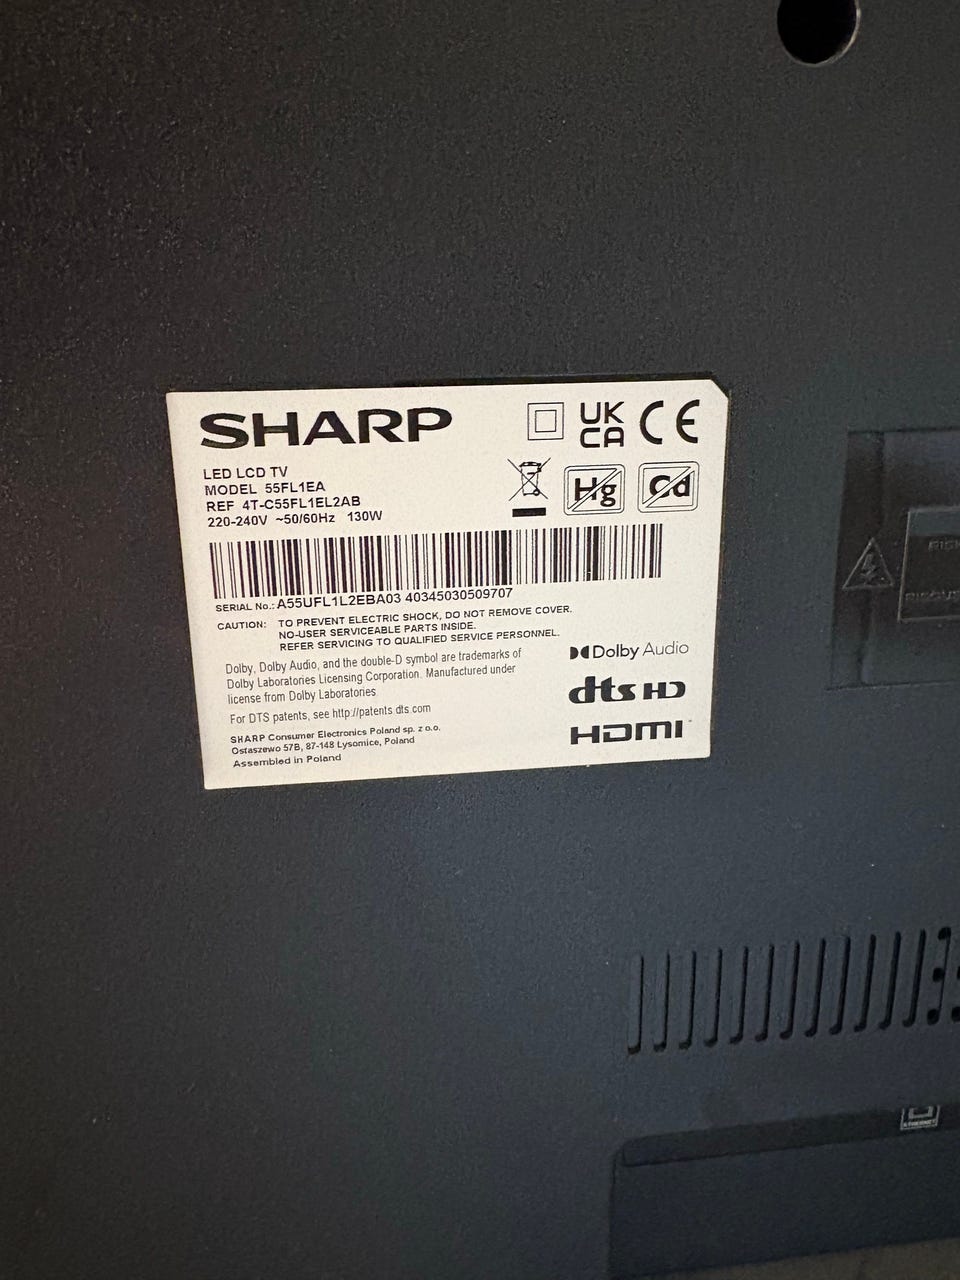 SHARP
UK
CA
CE
LED LCD TV
MODEL 55FL1EA
REF 4T-C55FL1EL2AB
220-240V ~50/60Hz 130W
Hg
Cd
SERIAL No.: A55UFL1L2EBA03 40345030509707
CAUTION: TO PREVENT ELECTRIC SHOCK, DO NOT REMOVE COVER.
NO-USER SERVICEABLE PARTS INSIDE.
REFER SERVICING TO QUALIFIED SERVICE PERSONNEL.
Dolby, Dolby Audio, and the double-D symbol are trademarks of
Dolby Laboratories Licensing Corporation. Manufactured under
license from Dolby Laboratories.
For DTS patents, see http://patents.dts.com
SHARP Consumer Electronics Poland sp. z o.o.
Ostaszewo 57B, 87-148 Lysomice, Poland
Assembled in Poland
Dolby Audio
dts HD
HDMI
ETHERNET